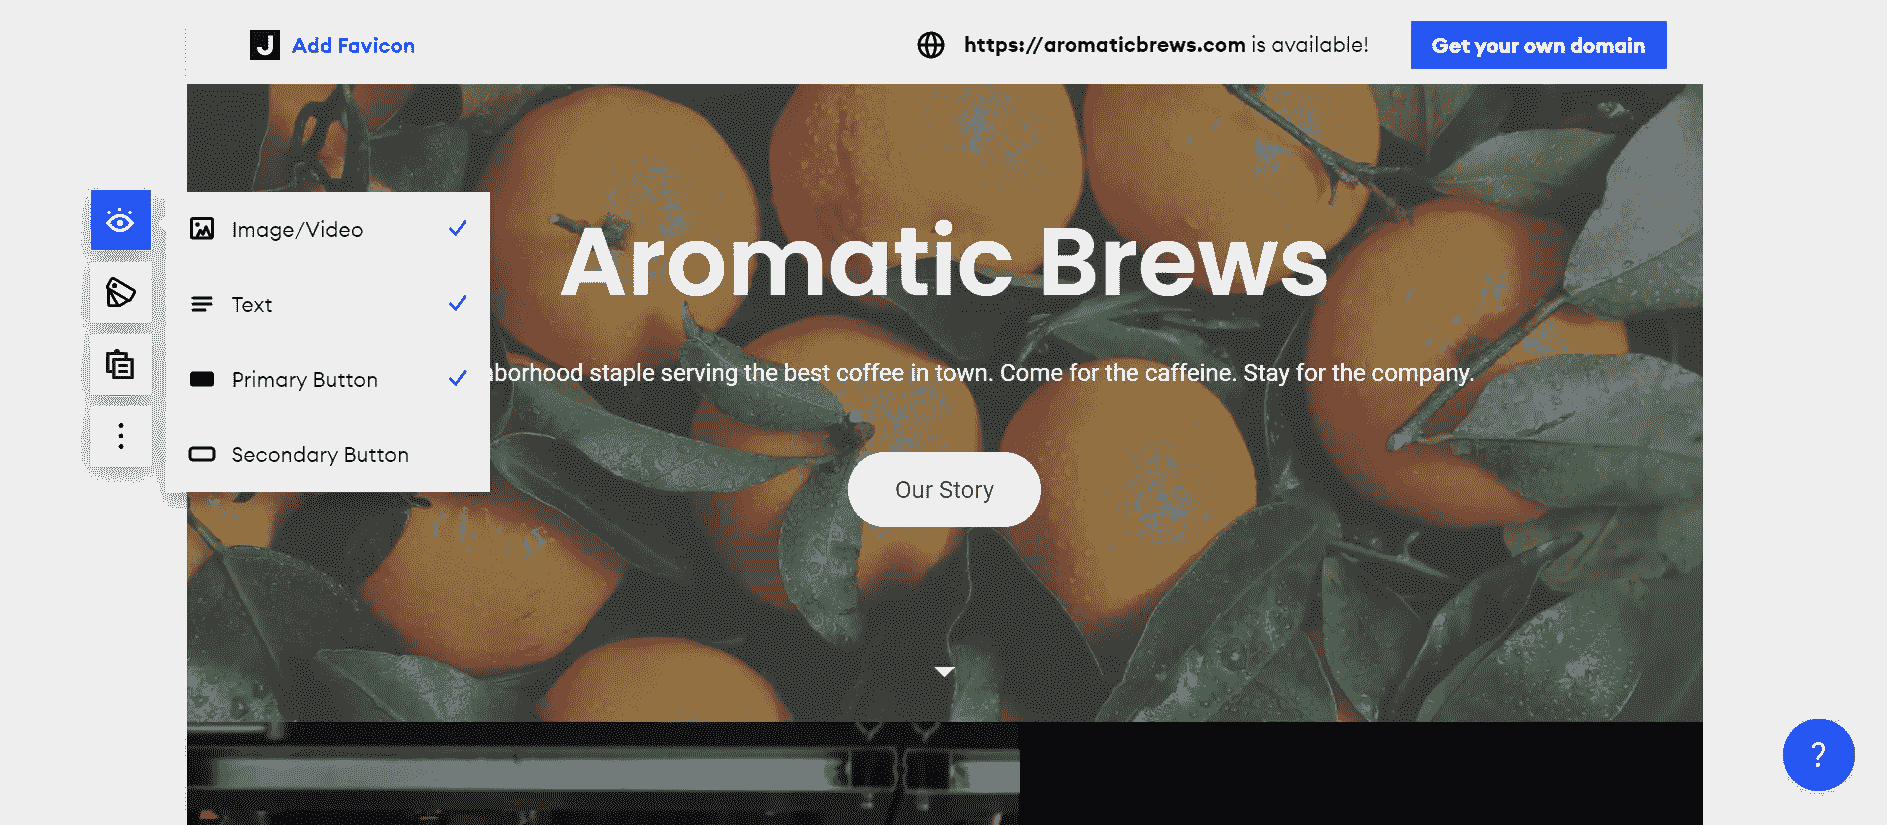 J Add Favicon
https://aromaticbrews.com is available!
Get your own domain
Image/Video
Text
Primary Button
Secondary Button
Aromatic Brews
staple serving the best coffee in town. Come for the caffeine. Stay for the company.
Our Story
?